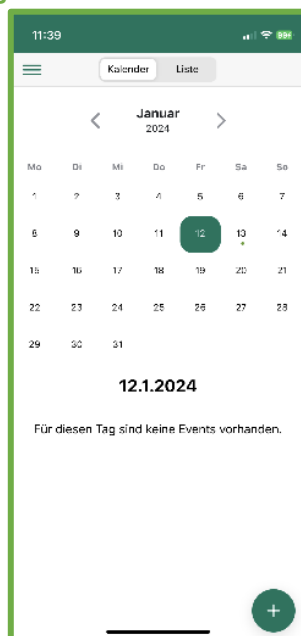 11:39
Kalender Liste
Januar
2024
Mo Di Mi Do Fr Sa So
1 2 3 4 5 6 7
8 9 10 11 12 13 14
15 16 17 18 19 20 21
22 23 24 25 26 27 28
29 30 31
12.1.2024
Für diesen Tag sind keine Events vorhanden.
+